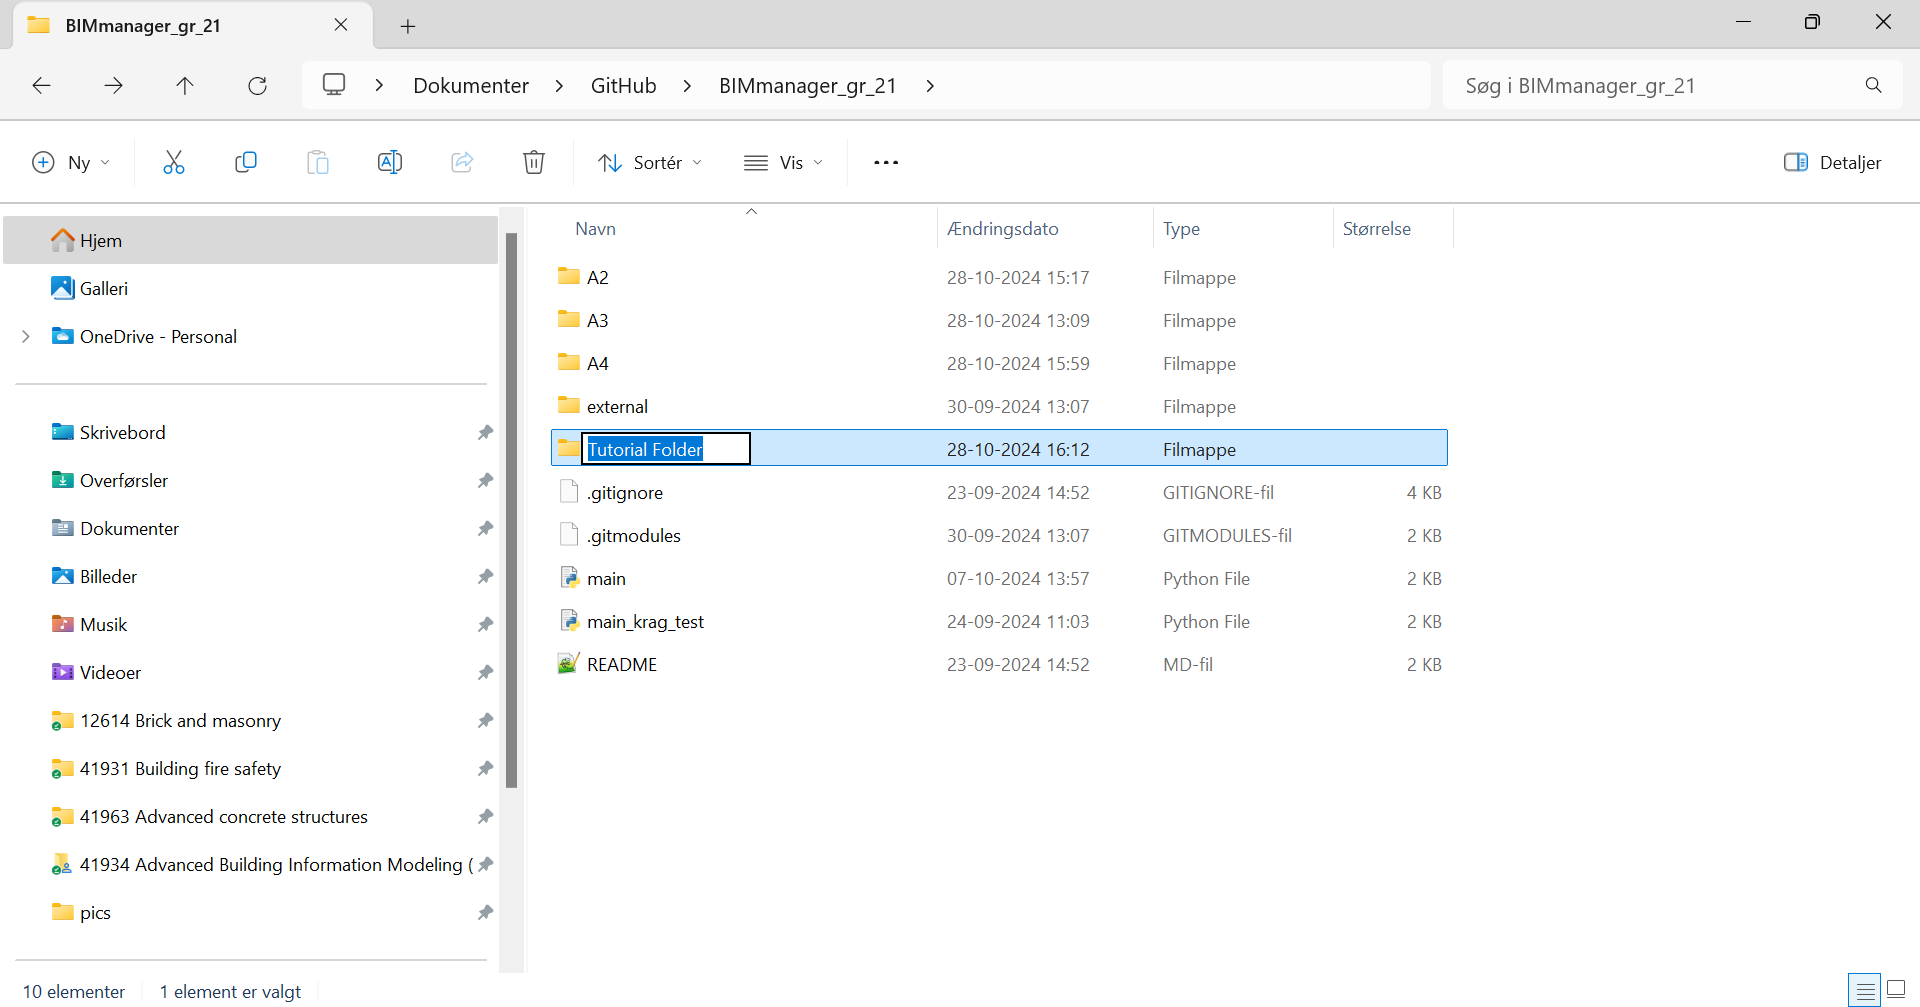 BIMmanager_gr_21
Dokumenter GitHub BIMmanager_gr_21
Søg i BIMmanager_gr_21
Ny Sortér Vis Detaljer
Hjem
Galleri
OneDrive - Personal
Skrivebord
Overførsler
Dokumenter
Billeder
Musik
Videoer
12614 Brick and masonry
41931 Building fire safety
41963 Advanced concrete structures
41934 Advanced Building Information Modeling (
pics
Navn Ændringsdato Type Størrelse
A2 28-10-2024 15:17 Filmappe
A3 28-10-2024 13:09 Filmappe
A4 28-10-2024 15:59 Filmappe
external 30-09-2024 13:07 Filmappe
Tutorial Folder 28-10-2024 16:12 Filmappe
.gitignore 23-09-2024 14:52 GITIGNORE-fil 4 KB
.gitmodules 30-09-2024 13:07 GITMODULES-fil 2 KB
main 07-10-2024 13:57 Python File 2 KB
main_krag_test 24-09-2024 11:03 Python File 2 KB
README 23-09-2024 14:52 MD-fil 2 KB
10 elementer 1 element er valgt